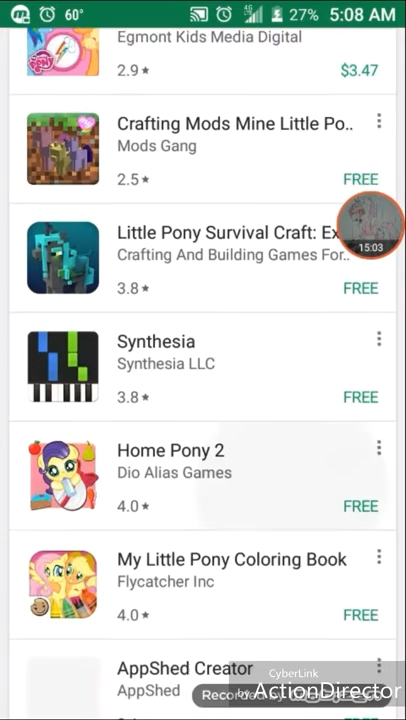 60°
27%
5:08 AM
Egmont Kids Media Digital
2.9★
$3.47
Crafting Mods Mine Little Po..
Mods Gang
2.5★
FREE
Little Pony Survival Craft: Ex
Crafting And Building Games For..
15:03
3.8★
FREE
Synthesia
Synthesia LLC
3.8★
FREE
Home Pony 2
Dio Alias Games
4.0★
FREE
My Little Pony Coloring Book
Flycatcher Inc
4.0★
FREE
AppShed Creator
AppShed
CyberLink
Recorded by
by ActionDirector